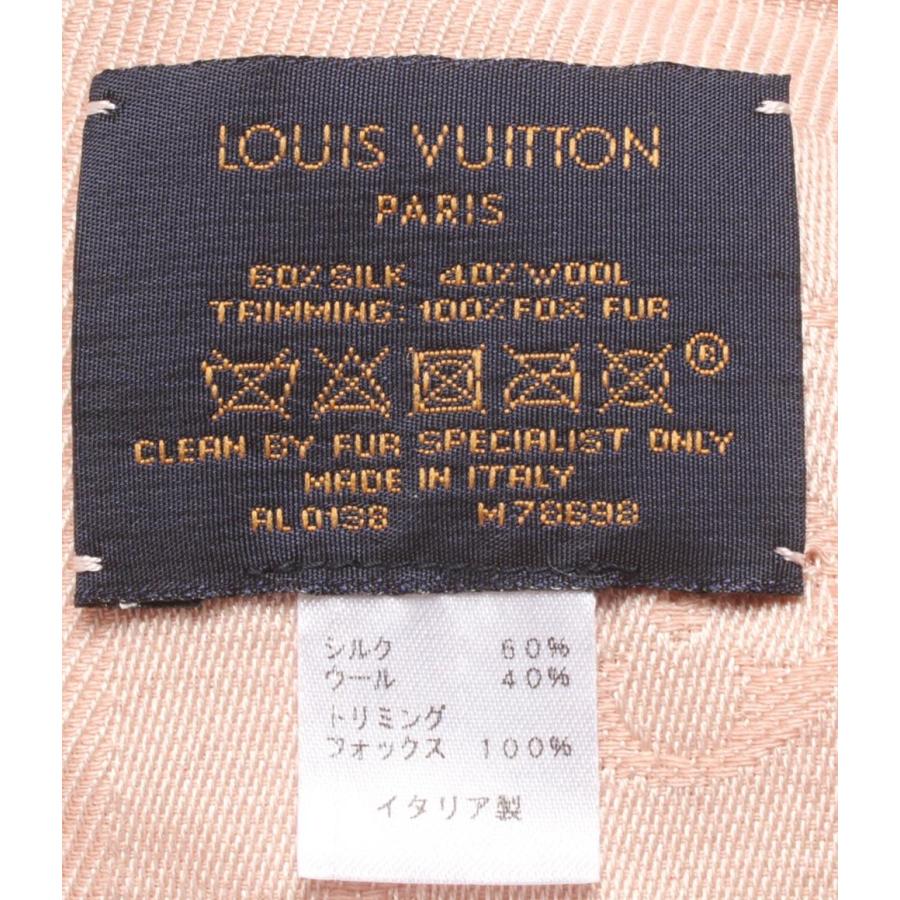 LOUIS VUITTON
PARIS
60% SILK 40% WOOL
TRIMMING: 100% FOX FUR
®
CLEAN BY FUR SPECIALIST ONLY
MADE IN ITALY
AL0138 M78698
シルク 60%
ウール 40%
トリミング
フォックス 100%
イタリア製